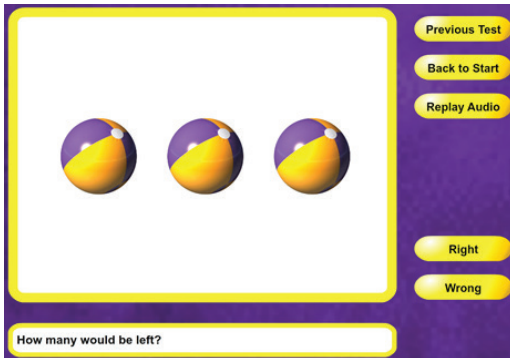 Previous Test
Back to Start
Replay Audio
Right
Wrong
How many would be left?